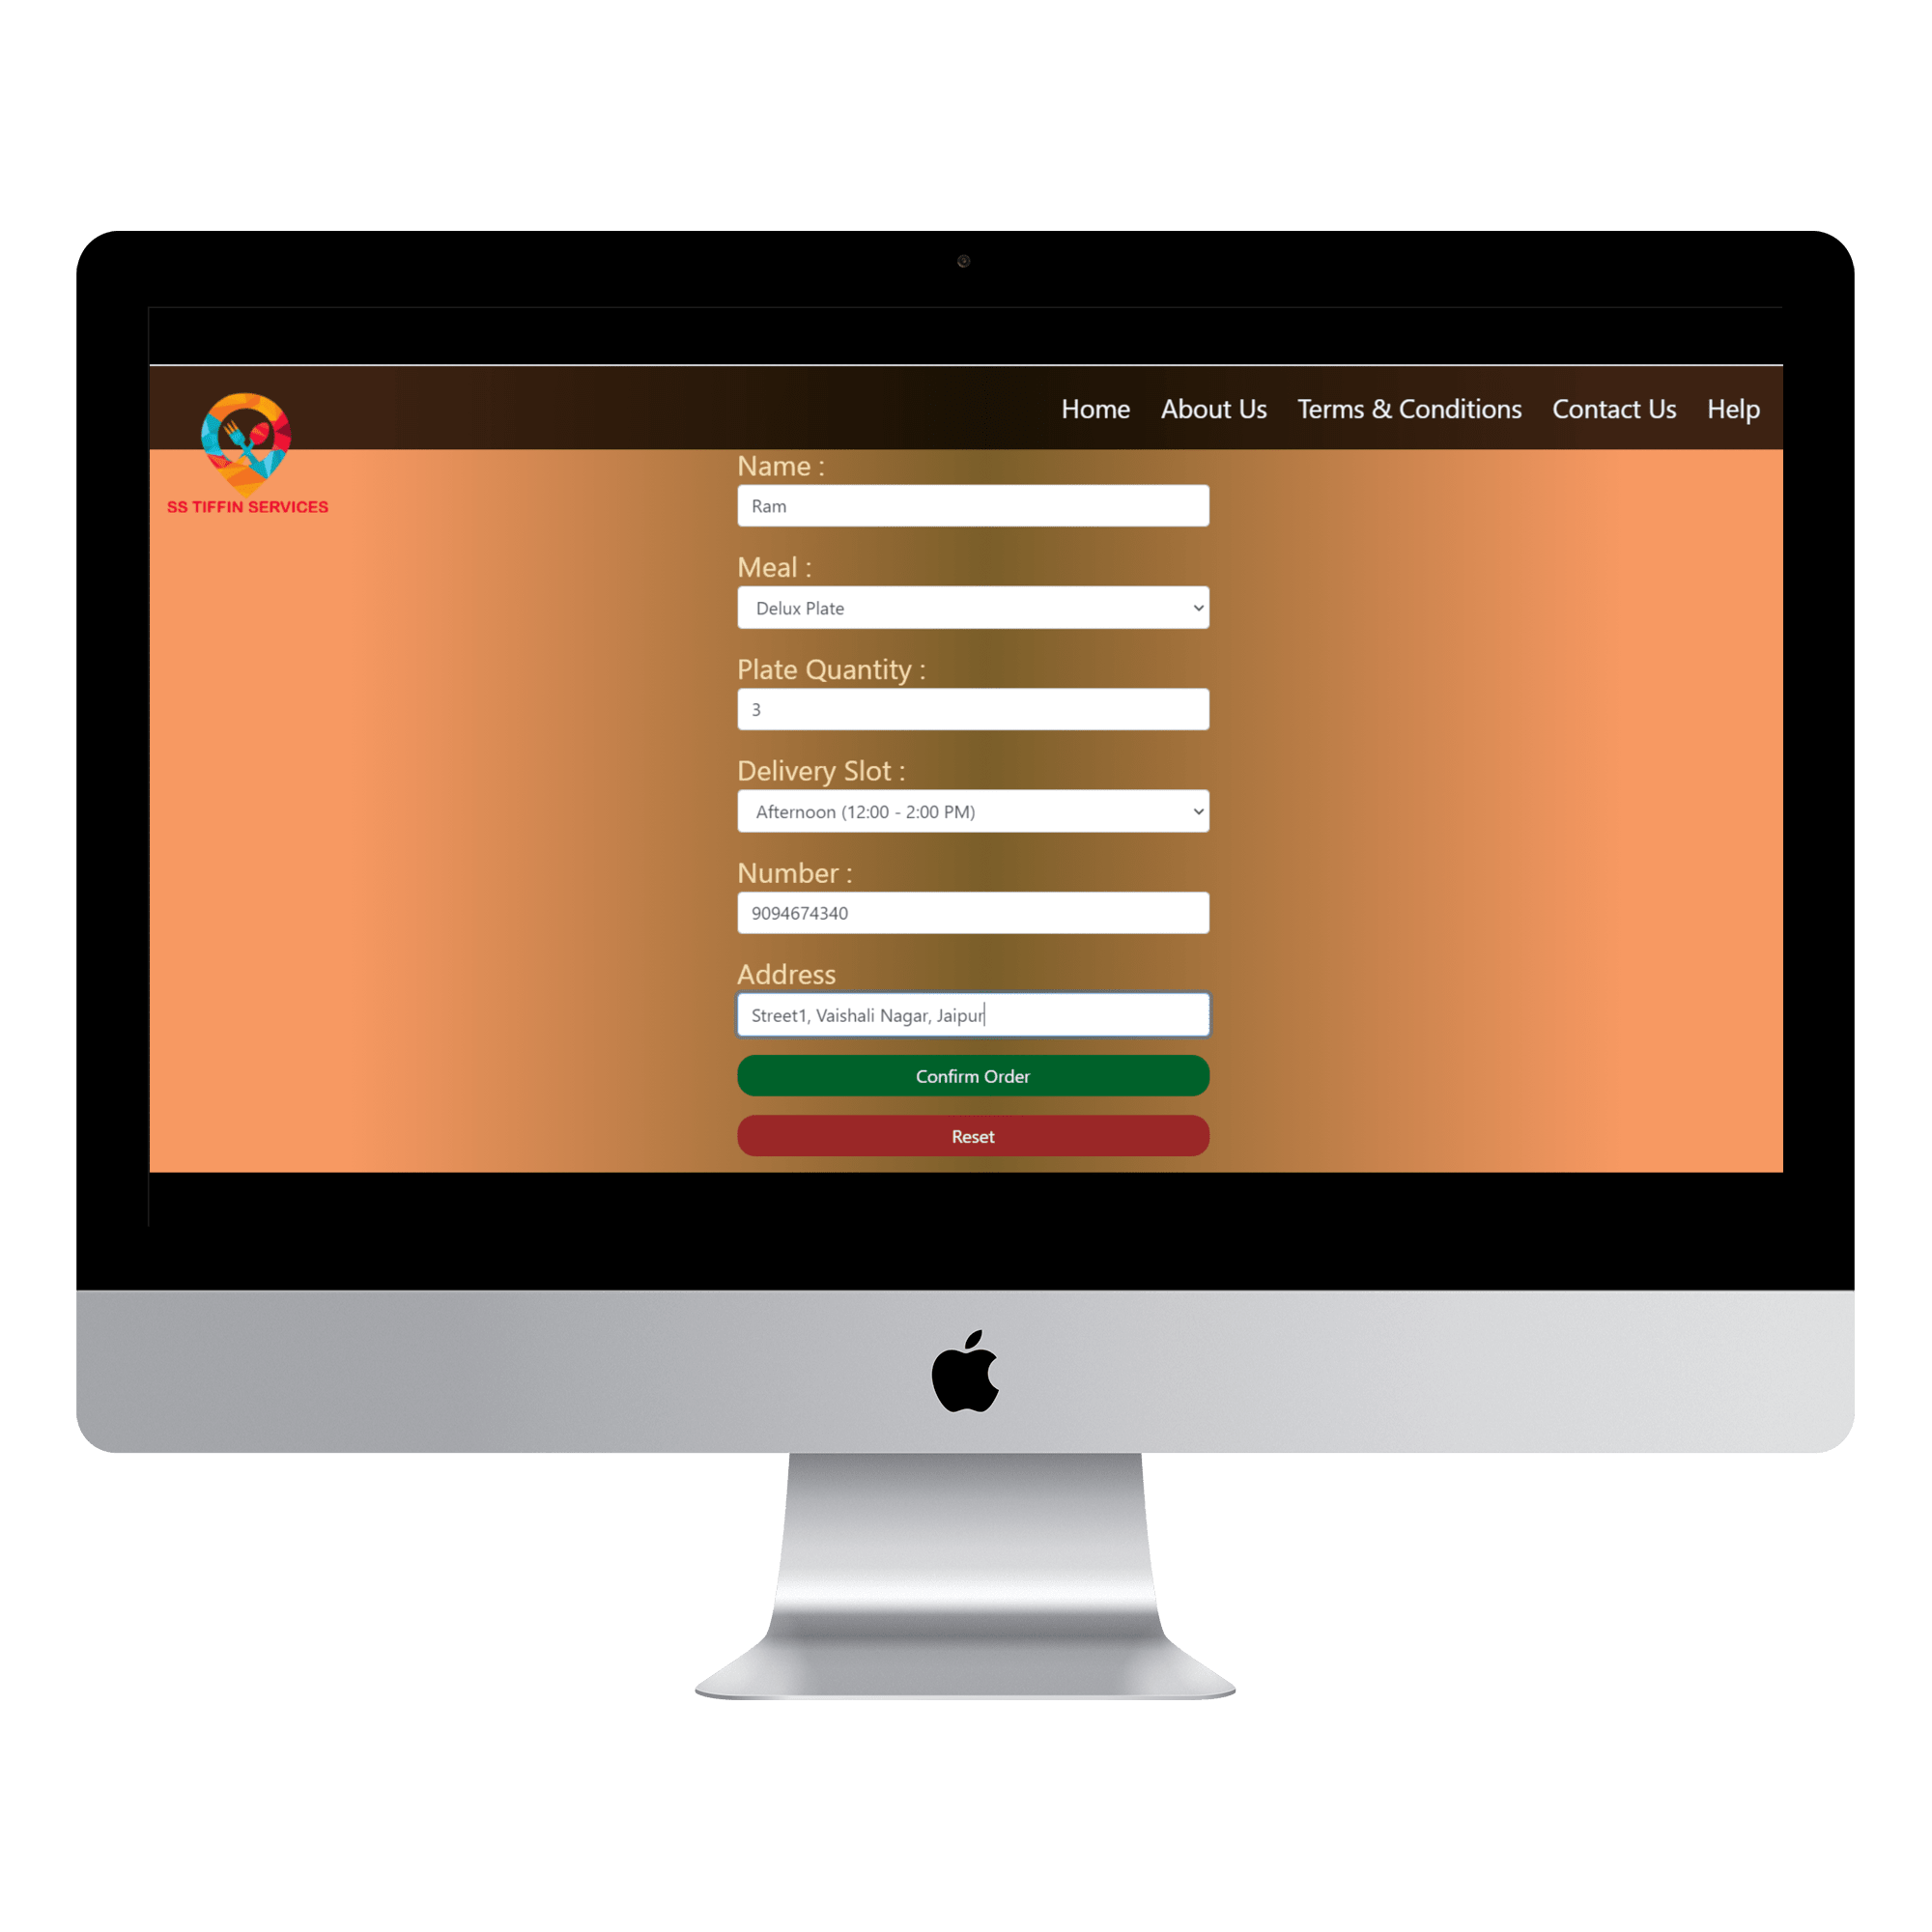 Home About Us Terms & Conditions Contact Us Help
SS TIFFIN SERVICES
Name :
Ram
Meal :
Delux Plate
Plate Quantity :
3
Delivery Slot :
Afternoon (12:00 - 2:00 PM)
Number :
9094674340
Address
Street1, Vaishali Nagar, Jaipur
Confirm Order
Reset